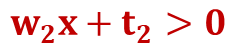 w₂x + t₂ > 0